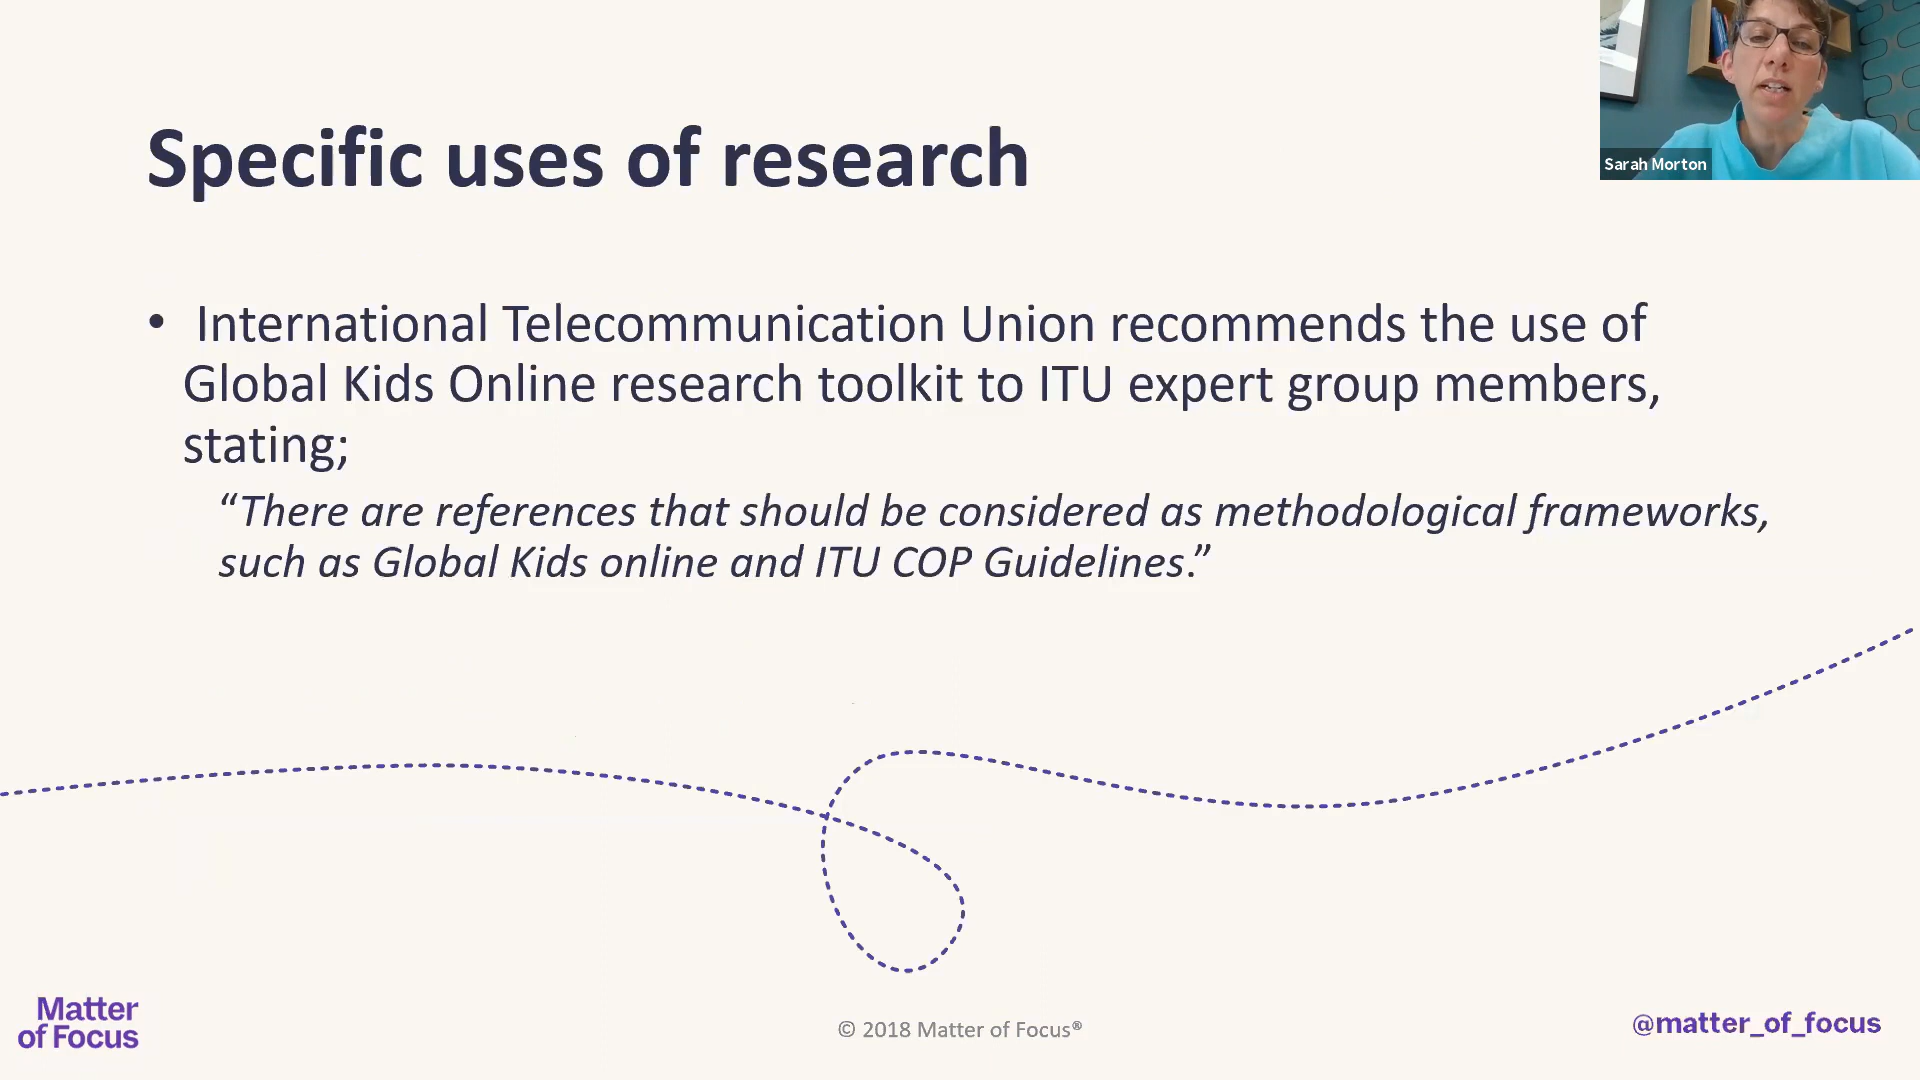 Sarah Morton
Specific uses of research
• International Telecommunication Union recommends the use of
Global Kids Online research toolkit to ITU expert group members,
stating;
“There are references that should be considered as methodological frameworks,
such as Global Kids online and ITU COP Guidelines.”
Matter
of Focus
© 2018 Matter of Focus®
@matter_of_focus